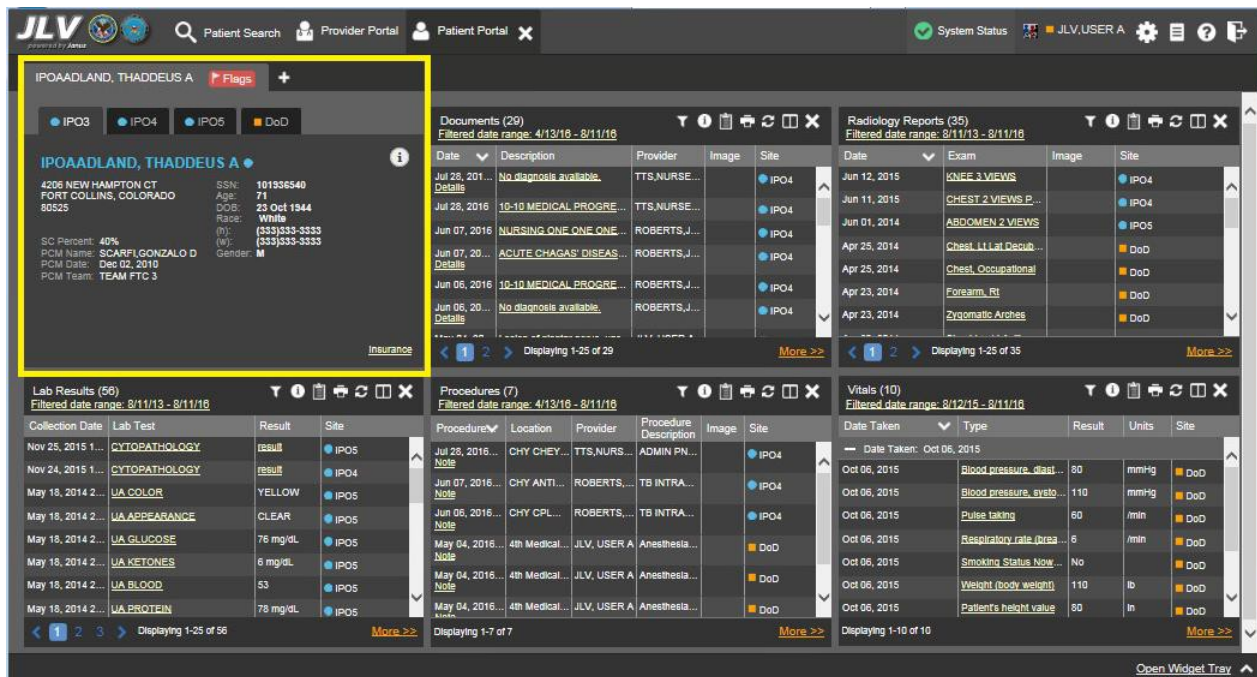 JLV Patient Search Provider Portal Patient Portal System Status JLV,USER A
powered by Janus
IPOAADLAND, THADDEUS A Flags
IPO3 IPO4 IPO5 DoD
IPOAADLAND, THADDEUS A
4206 NEW HAMPTON CT
FORT COLLINS, COLORADO
80525
SSN: 101936540
Age: 71
DOB: 23 Oct 1944
Race: White
(h): (333)333-3333
(w): (333)333-3333
Gender: M
SC Percent: 40%
PCM Name: SCARFI,GONZALO D
PCM Date: Dec 02, 2010
PCM Team: TEAM FTC 3
Insurance
Documents (29)
Filtered date range: 4/13/16 - 8/11/16
Date Description Provider Image Site
Jul 28, 201... No diagnosis available. TTS,NURSE... IPO4
Details
Jul 28, 2016 10-10 MEDICAL PROGRE... TTS,NURSE... IPO4
Jun 07, 2016 NURSING ONE ONE ONE... ROBERTS,J... IPO4
Jun 07, 20... ACUTE CHAGAS' DISEAS... ROBERTS,J... IPO4
Details
Jun 06, 2016 10-10 MEDICAL PROGRE... ROBERTS,J... IPO4
Jun 06, 20... No diagnosis available. ROBERTS,J... IPO4
Details
1 2 Displaying 1-25 of 29 More >>
Radiology Reports (35)
Filtered date range: 8/11/13 - 8/11/16
Date Exam Image Site
Jun 12, 2015 KNEE 3 VIEWS IPO4
Jun 11, 2015 CHEST 2 VIEWS P... IPO4
Jun 01, 2014 ABDOMEN 2 VIEWS IPO5
Apr 25, 2014 Chest, Lt Lat Decub... DoD
Apr 25, 2014 Chest, Occupational DoD
Apr 23, 2014 Forearm, Rt DoD
Apr 23, 2014 Zygomatic Arches DoD
1 2 Displaying 1-25 of 35 More >>
Lab Results (56)
Filtered date range: 8/11/13 - 8/11/16
Collection Date Lab Test Result Site
Nov 25, 2015 1... CYTOPATHOLOGY result IPO5
Nov 24, 2015 1... CYTOPATHOLOGY result IPO4
May 18, 2014 2... UA COLOR YELLOW IPO5
May 18, 2014 2... UA APPEARANCE CLEAR IPO5
May 18, 2014 2... UA GLUCOSE 76 mg/dL IPO5
May 18, 2014 2... UA KETONES 6 mg/dL IPO5
May 18, 2014 2... UA BLOOD 53 IPO5
May 18, 2014 2... UA PROTEIN 78 mg/dL IPO5
1 2 3 Displaying 1-25 of 56 More >>
Procedures (7)
Filtered date range: 4/13/16 - 8/11/16
Procedure Location Provider Procedure Description Image Site
Jul 28, 2016... CHY CHEY... TTS,NURS... ADMIN PN... IPO4
Note
Jun 07, 2016... CHY ANTI... ROBERTS,... TB INTRA... IPO4
Note
Jun 06, 2016... CHY CPL... ROBERTS,... TB INTRA... IPO4
Note
May 04, 2016... 4th Medical... JLV, USER A Anesthesia... DoD
Note
May 04, 2016... 4th Medical... JLV, USER A Anesthesia... DoD
Note
May 04, 2016... 4th Medical... JLV, USER A Anesthesia... DoD
Displaying 1-7 of 7 More >>
Vitals (10)
Filtered date range: 8/12/15 - 8/11/16
Date Taken Type Result Units Site
Date Taken: Oct 06, 2015
Oct 06, 2015 Blood pressure, diast... 80 mmHg DoD
Oct 06, 2015 Blood pressure, systo... 110 mmHg DoD
Oct 06, 2015 Pulse taking 60 /min DoD
Oct 06, 2015 Respiratory rate (brea... 6 /min DoD
Oct 06, 2015 Smoking Status Now... No DoD
Oct 06, 2015 Weight (body weight) 110 lb DoD
Oct 06, 2015 Patient's height value 80 in DoD
Displaying 1-10 of 10 More >>
Open Widget Tray